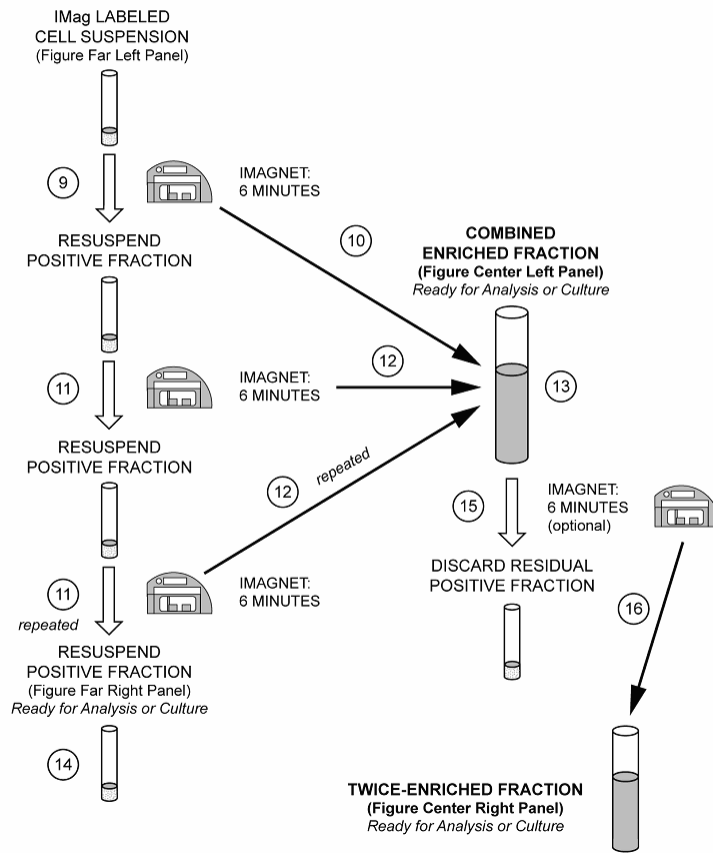 IMag LABELED
CELL SUSPENSION
(Figure Far Left Panel)
9
IMAGNET:
6 MINUTES
10
RESUSPEND
POSITIVE FRACTION
COMBINED
ENRICHED FRACTION
(Figure Center Left Panel)
Ready for Analysis or Culture
11
IMAGNET:
6 MINUTES
12
13
RESUSPEND
POSITIVE FRACTION
12
repeated
15
IMAGNET:
6 MINUTES
(optional)
11
repeated
IMAGNET:
6 MINUTES
DISCARD RESIDUAL
POSITIVE FRACTION
16
RESUSPEND
POSITIVE FRACTION
(Figure Far Right Panel)
Ready for Analysis or Culture
14
TWICE-ENRICHED FRACTION
(Figure Center Right Panel)
Ready for Analysis or Culture